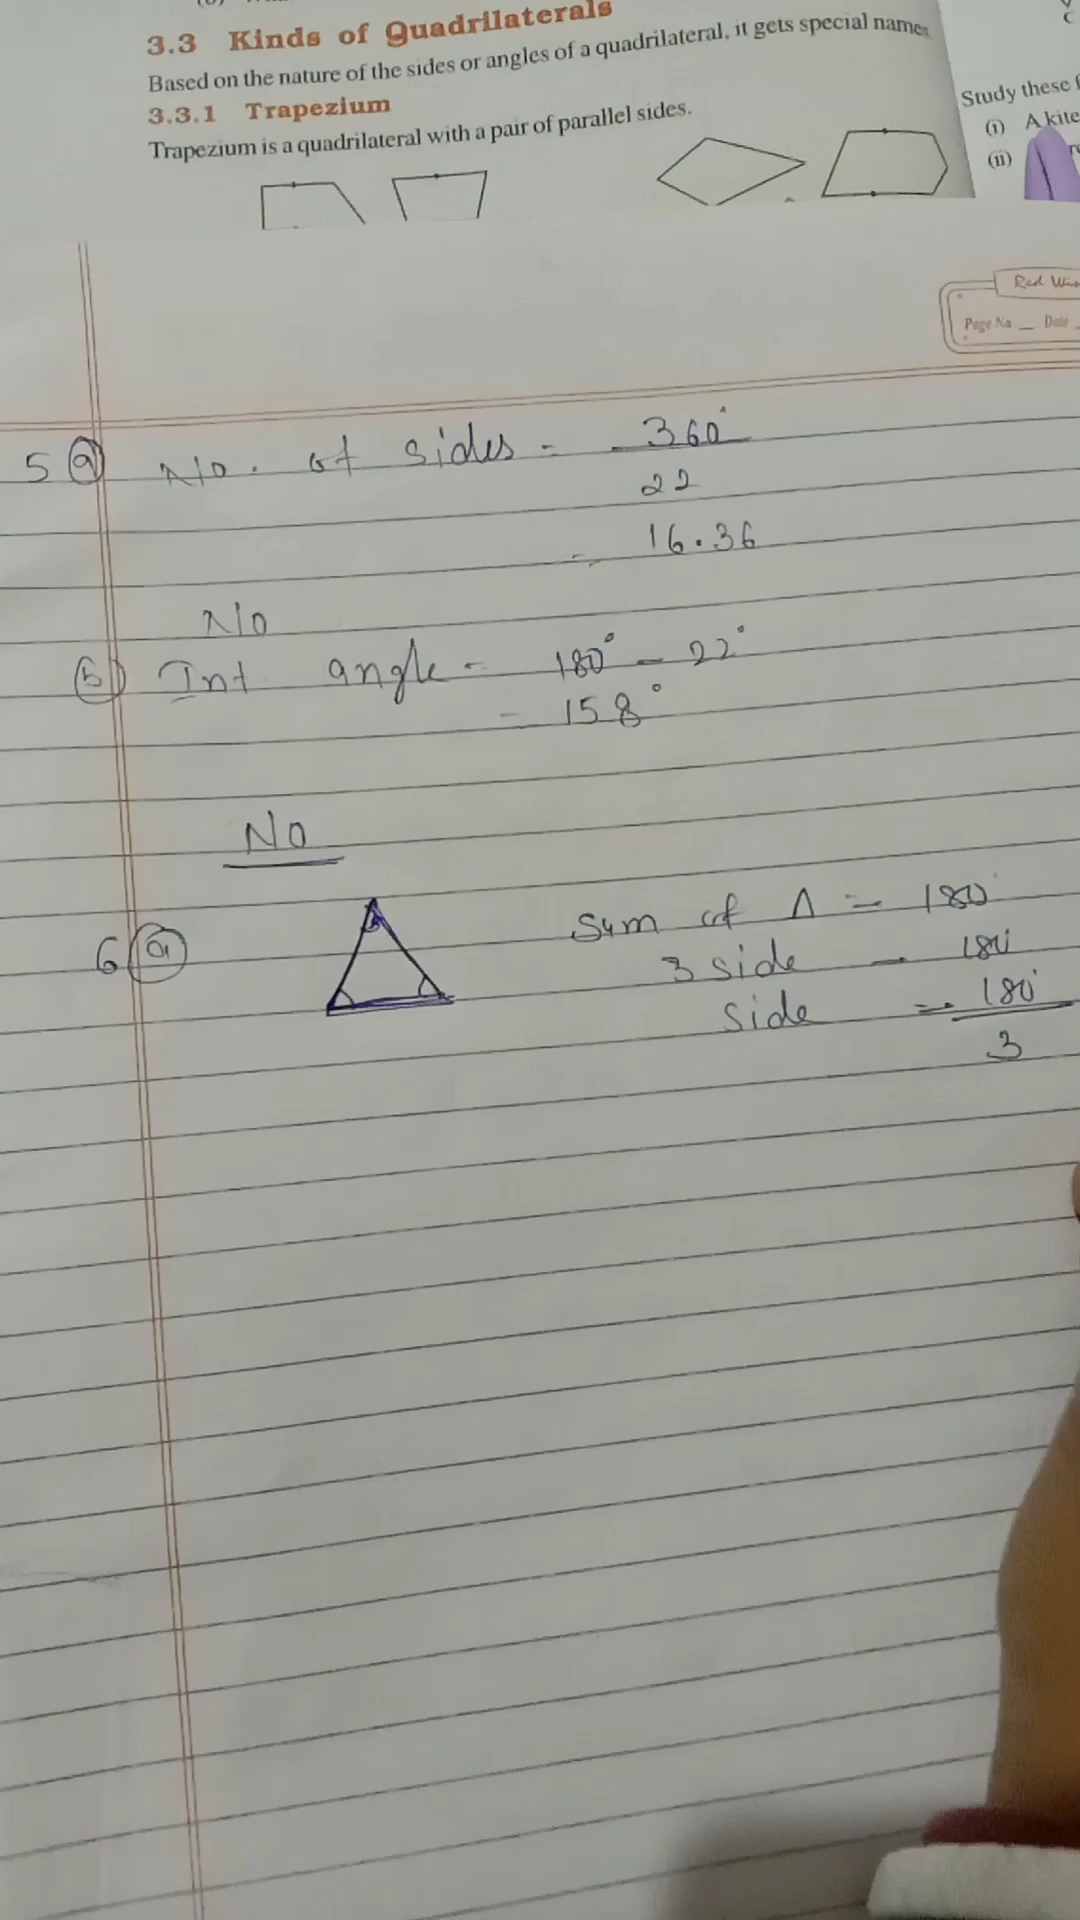 3.3 Kinds of Quadrilaterals
Based on the nature of the sides or angles of a quadrilateral, it gets special names.
3.3.1 Trapezium
Trapezium is a quadrilateral with a pair of parallel sides.
Study these
(i) A kite
(ii)
Red
Page No Date
5 a No. of sides = 360°
22
= 16.36
No
b Int angle = 180° - 22°
= 158°
No
6 a
Sum of Δ = 180°
3 side = 180°
side = 180°
3